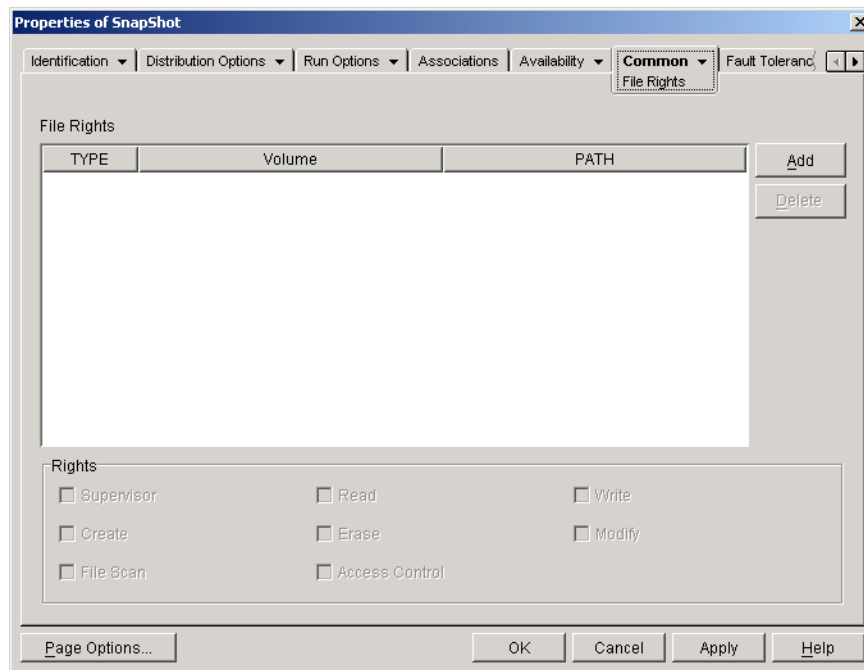 Properties of SnapShot
Identification Distribution Options Run Options Associations Availability Common Fault Toleranc
File Rights
File Rights
TYPE Volume PATH
Add
Delete
Rights
Supervisor Read Write
Create Erase Modify
File Scan Access Control
Page Options... OK Cancel Apply Help